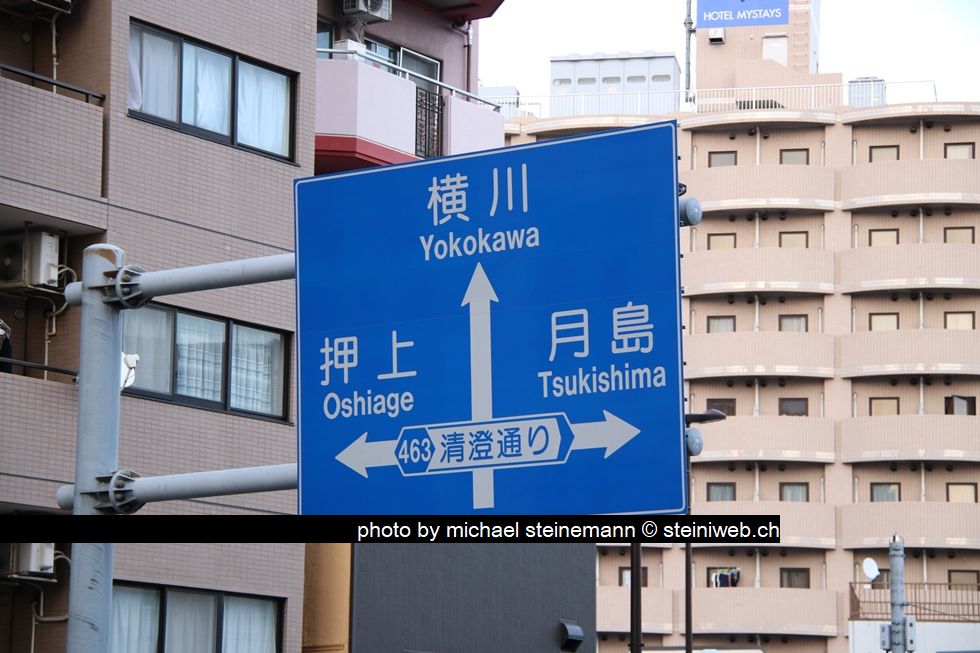 HOTEL MYSTAYS
横川
Yokokawa
押上
Oshiage
月島
Tsukishima
463 清澄通り
photo by michael steinemann © steiniweb.ch